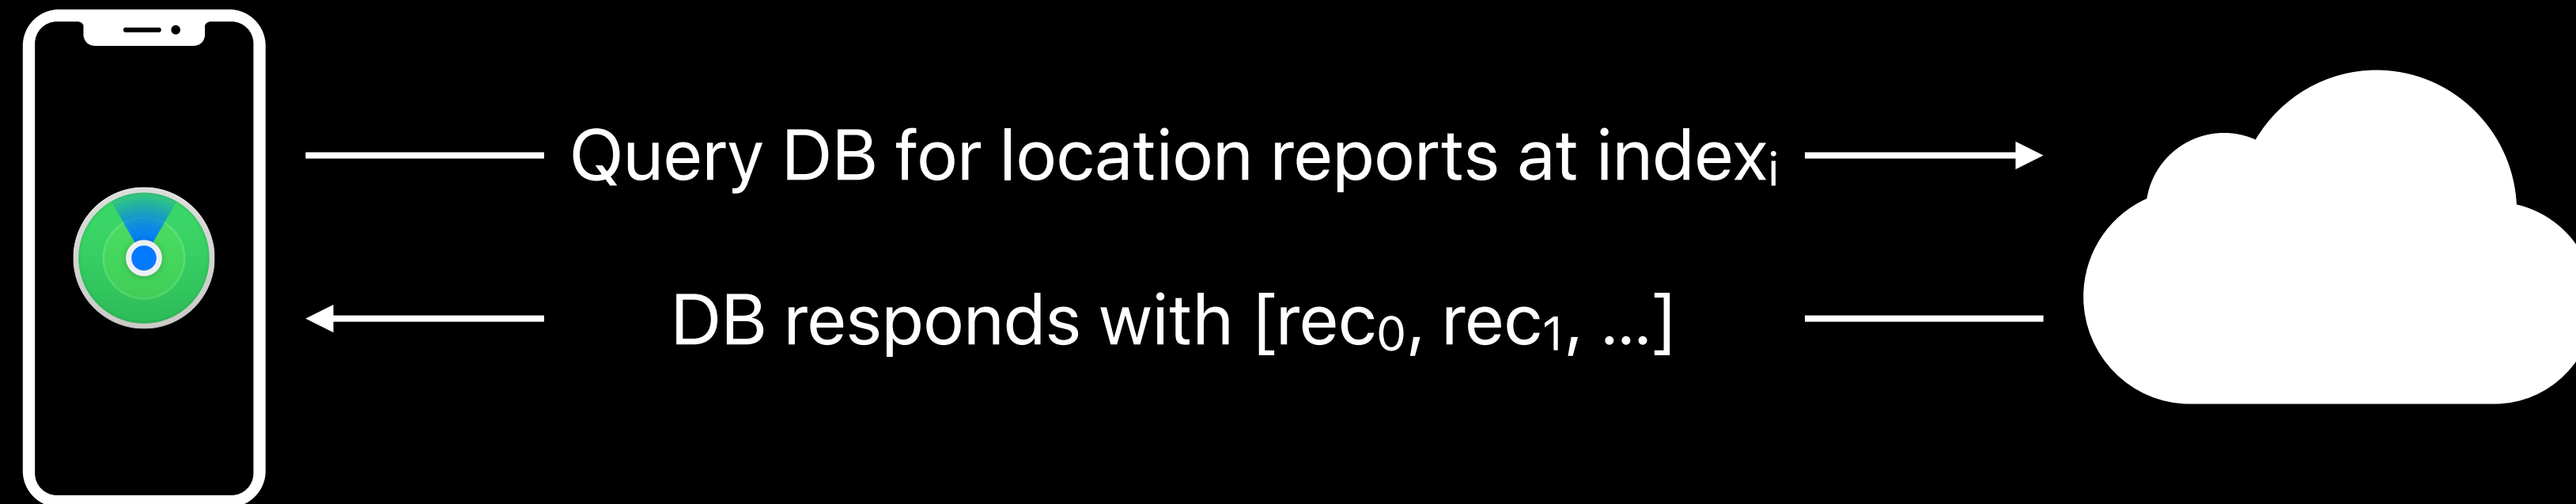 Query DB for location reports at indexᵢ
DB responds with [rec₀, rec₁, ...]